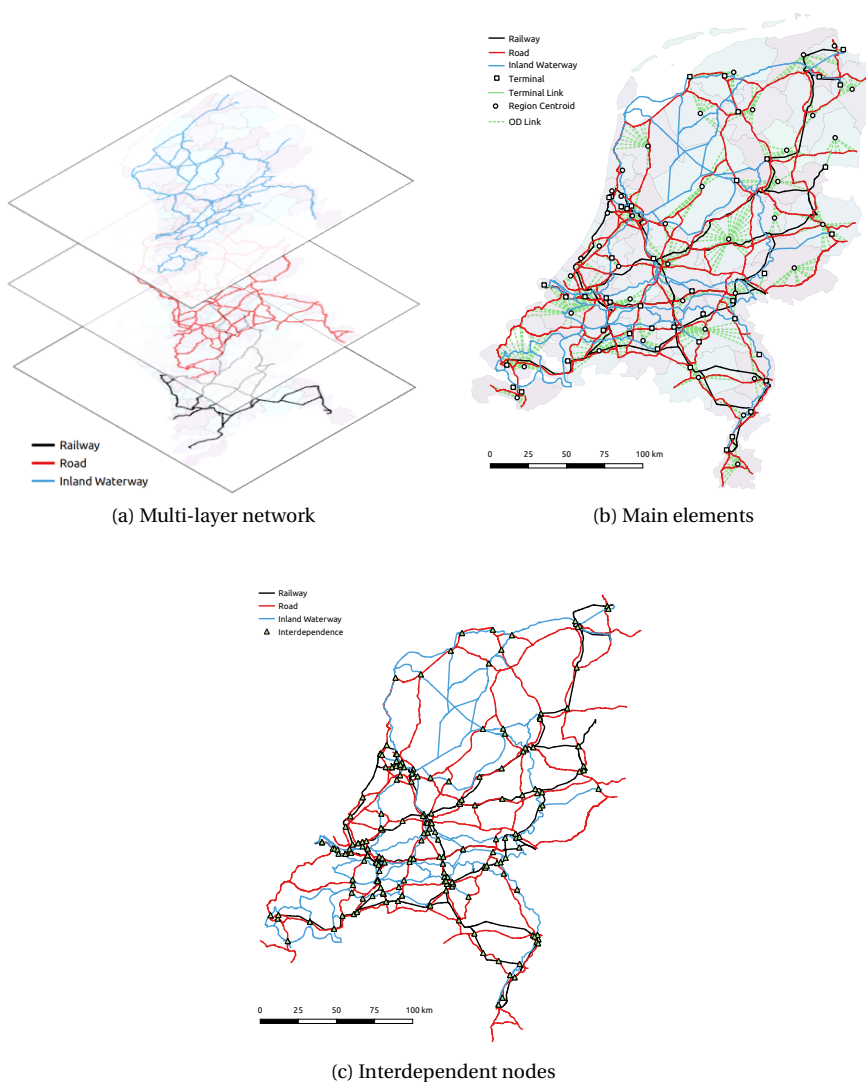 Railway
Road
Inland Waterway
(a) Multi-layer network
Railway
Road
Inland Waterway
Terminal
Terminal Link
Region Centroid
OD Link
0 25 50 75 100 km
(b) Main elements
Railway
Road
Inland Waterway
Interdependence
0 25 50 75 100 km
(c) Interdependent nodes